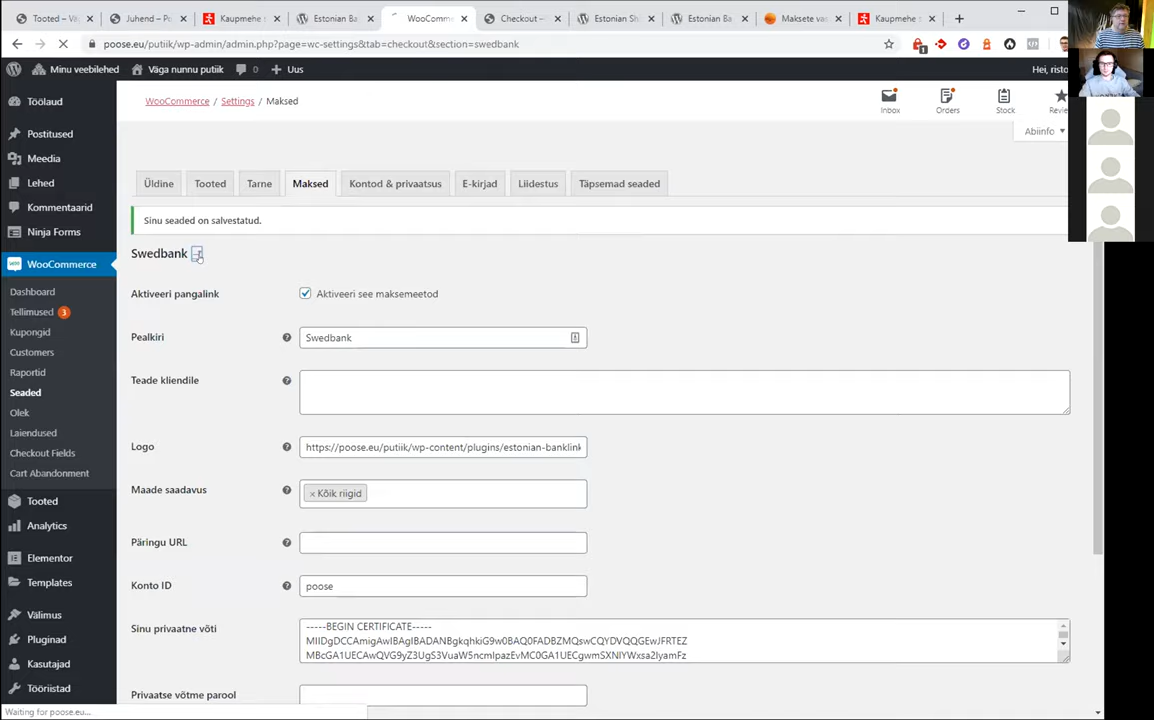 Tooted – Vä
Juhend – Po
Kaupmehe s
Estonian Ba
WooComme
Checkout –
Estonian Sh
Estonian Ba
Maksete vas
Kaupmehe s
poose.eu/putiik/wp-admin/admin.php?page=wc-settings&tab=checkout&section=swedbank
Minu veebilehed
Väga nunnu putiik
0
Uus
Hei, risto
Töölaud
Postitused
Meedia
Lehed
Kommentaarid
Ninja Forms
WooCommerce
Dashboard
Tellimused 3
Kupongid
Customers
Raportid
Seaded
Olek
Laiendused
Checkout Fields
Cart Abandonment
Tooted
Analytics
Elementor
Templates
Välimus
Pluginad
Kasutajad
Tööriistad
WooCommerce / Settings / Maksed
Inbox
Orders
Stock
Revie
Abiinfo
Üldine
Tooted
Tarne
Maksed
Kontod & privaatsus
E-kirjad
Liidestus
Täpsemad seaded
Sinu seaded on salvestatud.
Swedbank
Aktiveeri pangalink
Aktiveeri see maksemeetod
Pealkiri
Swedbank
Teade kliendile
Logo
https://poose.eu/putiik/wp-content/plugins/estonian-banklink
Maade saadavus
× Kõik riigid
Päringu URL
Konto ID
poose
Sinu privaatne võti
-----BEGIN CERTIFICATE-----
Privaatse võtme parool
Waiting for poose.eu...